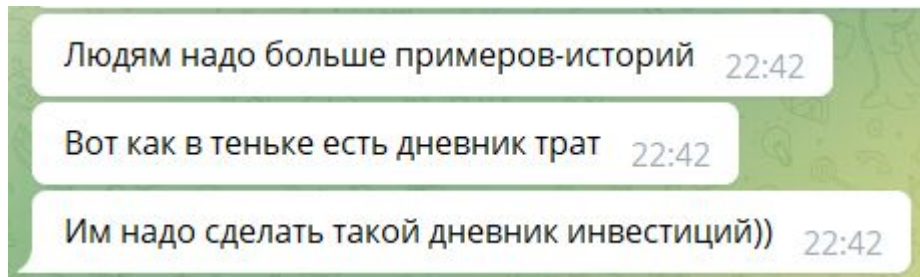 Людям надо больше примеров-историй 22:42
Вот как в теньке есть дневник трат 22:42
Им надо сделать такой дневник инвестиций)) 22:42